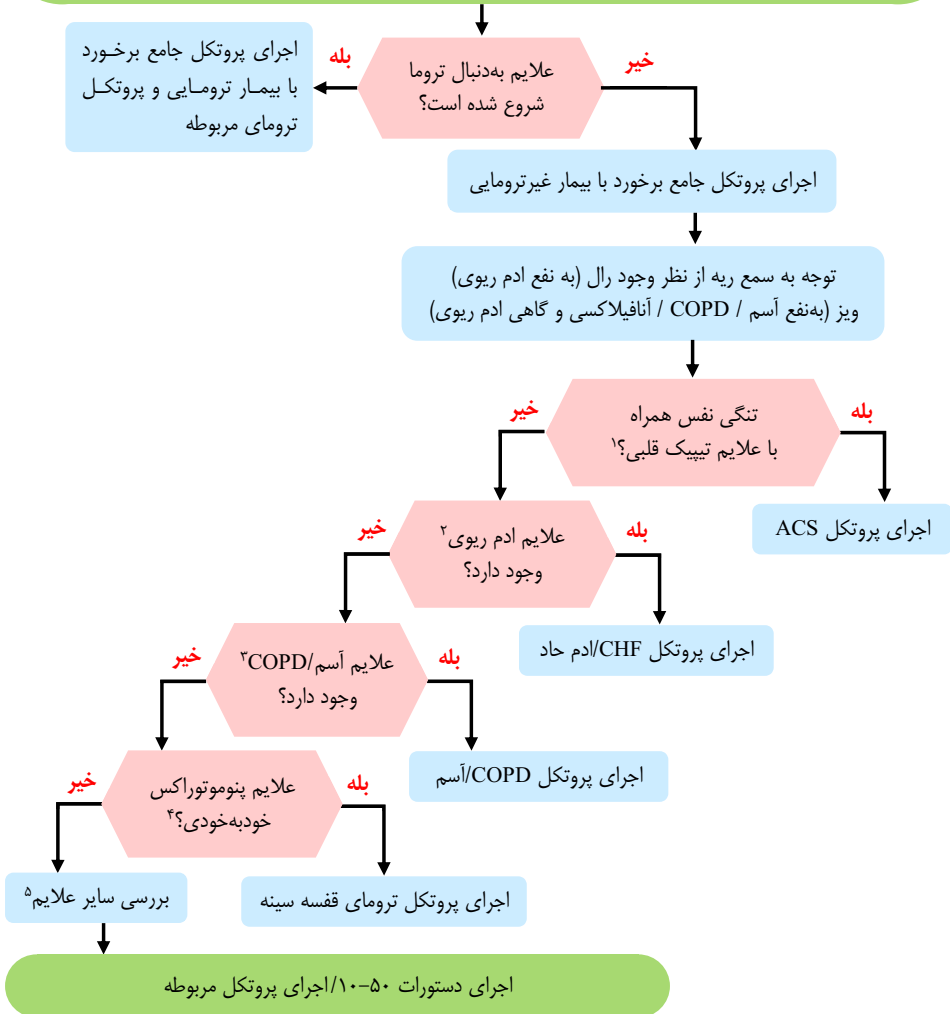 علایم به‌دنبال تروما
شروع شده است؟
خیر
بله
اجرای پروتکل جامع برخورد
با بیمار ترومایی و پروتکل
ترومای مربوطه
اجرای پروتکل جامع برخورد با بیمار غیرترومایی
توجه به سمع ریه از نظر وجود رال (به نفع ادم ریوی)
ویز (به‌نفع آسم / COPD / آنافیلاکسی و گاهی ادم ریوی)
تنگی نفس همراه
با علایم تیپیک قلبی؟۱
بله
خیر
اجرای پروتکل ACS
علایم ادم ریوی۲
وجود دارد؟
بله
خیر
اجرای پروتکل CHF/ادم حاد
علایم آسم/COPD۳
وجود دارد؟
بله
خیر
اجرای پروتکل COPD/آسم
علایم پنوموتوراکس
خودبه‌خودی؟۴
بله
خیر
اجرای پروتکل ترومای قفسه سینه
بررسی سایر علایم۵
اجرای دستورات ۵۰-۱۰/اجرای پروتکل مربوطه